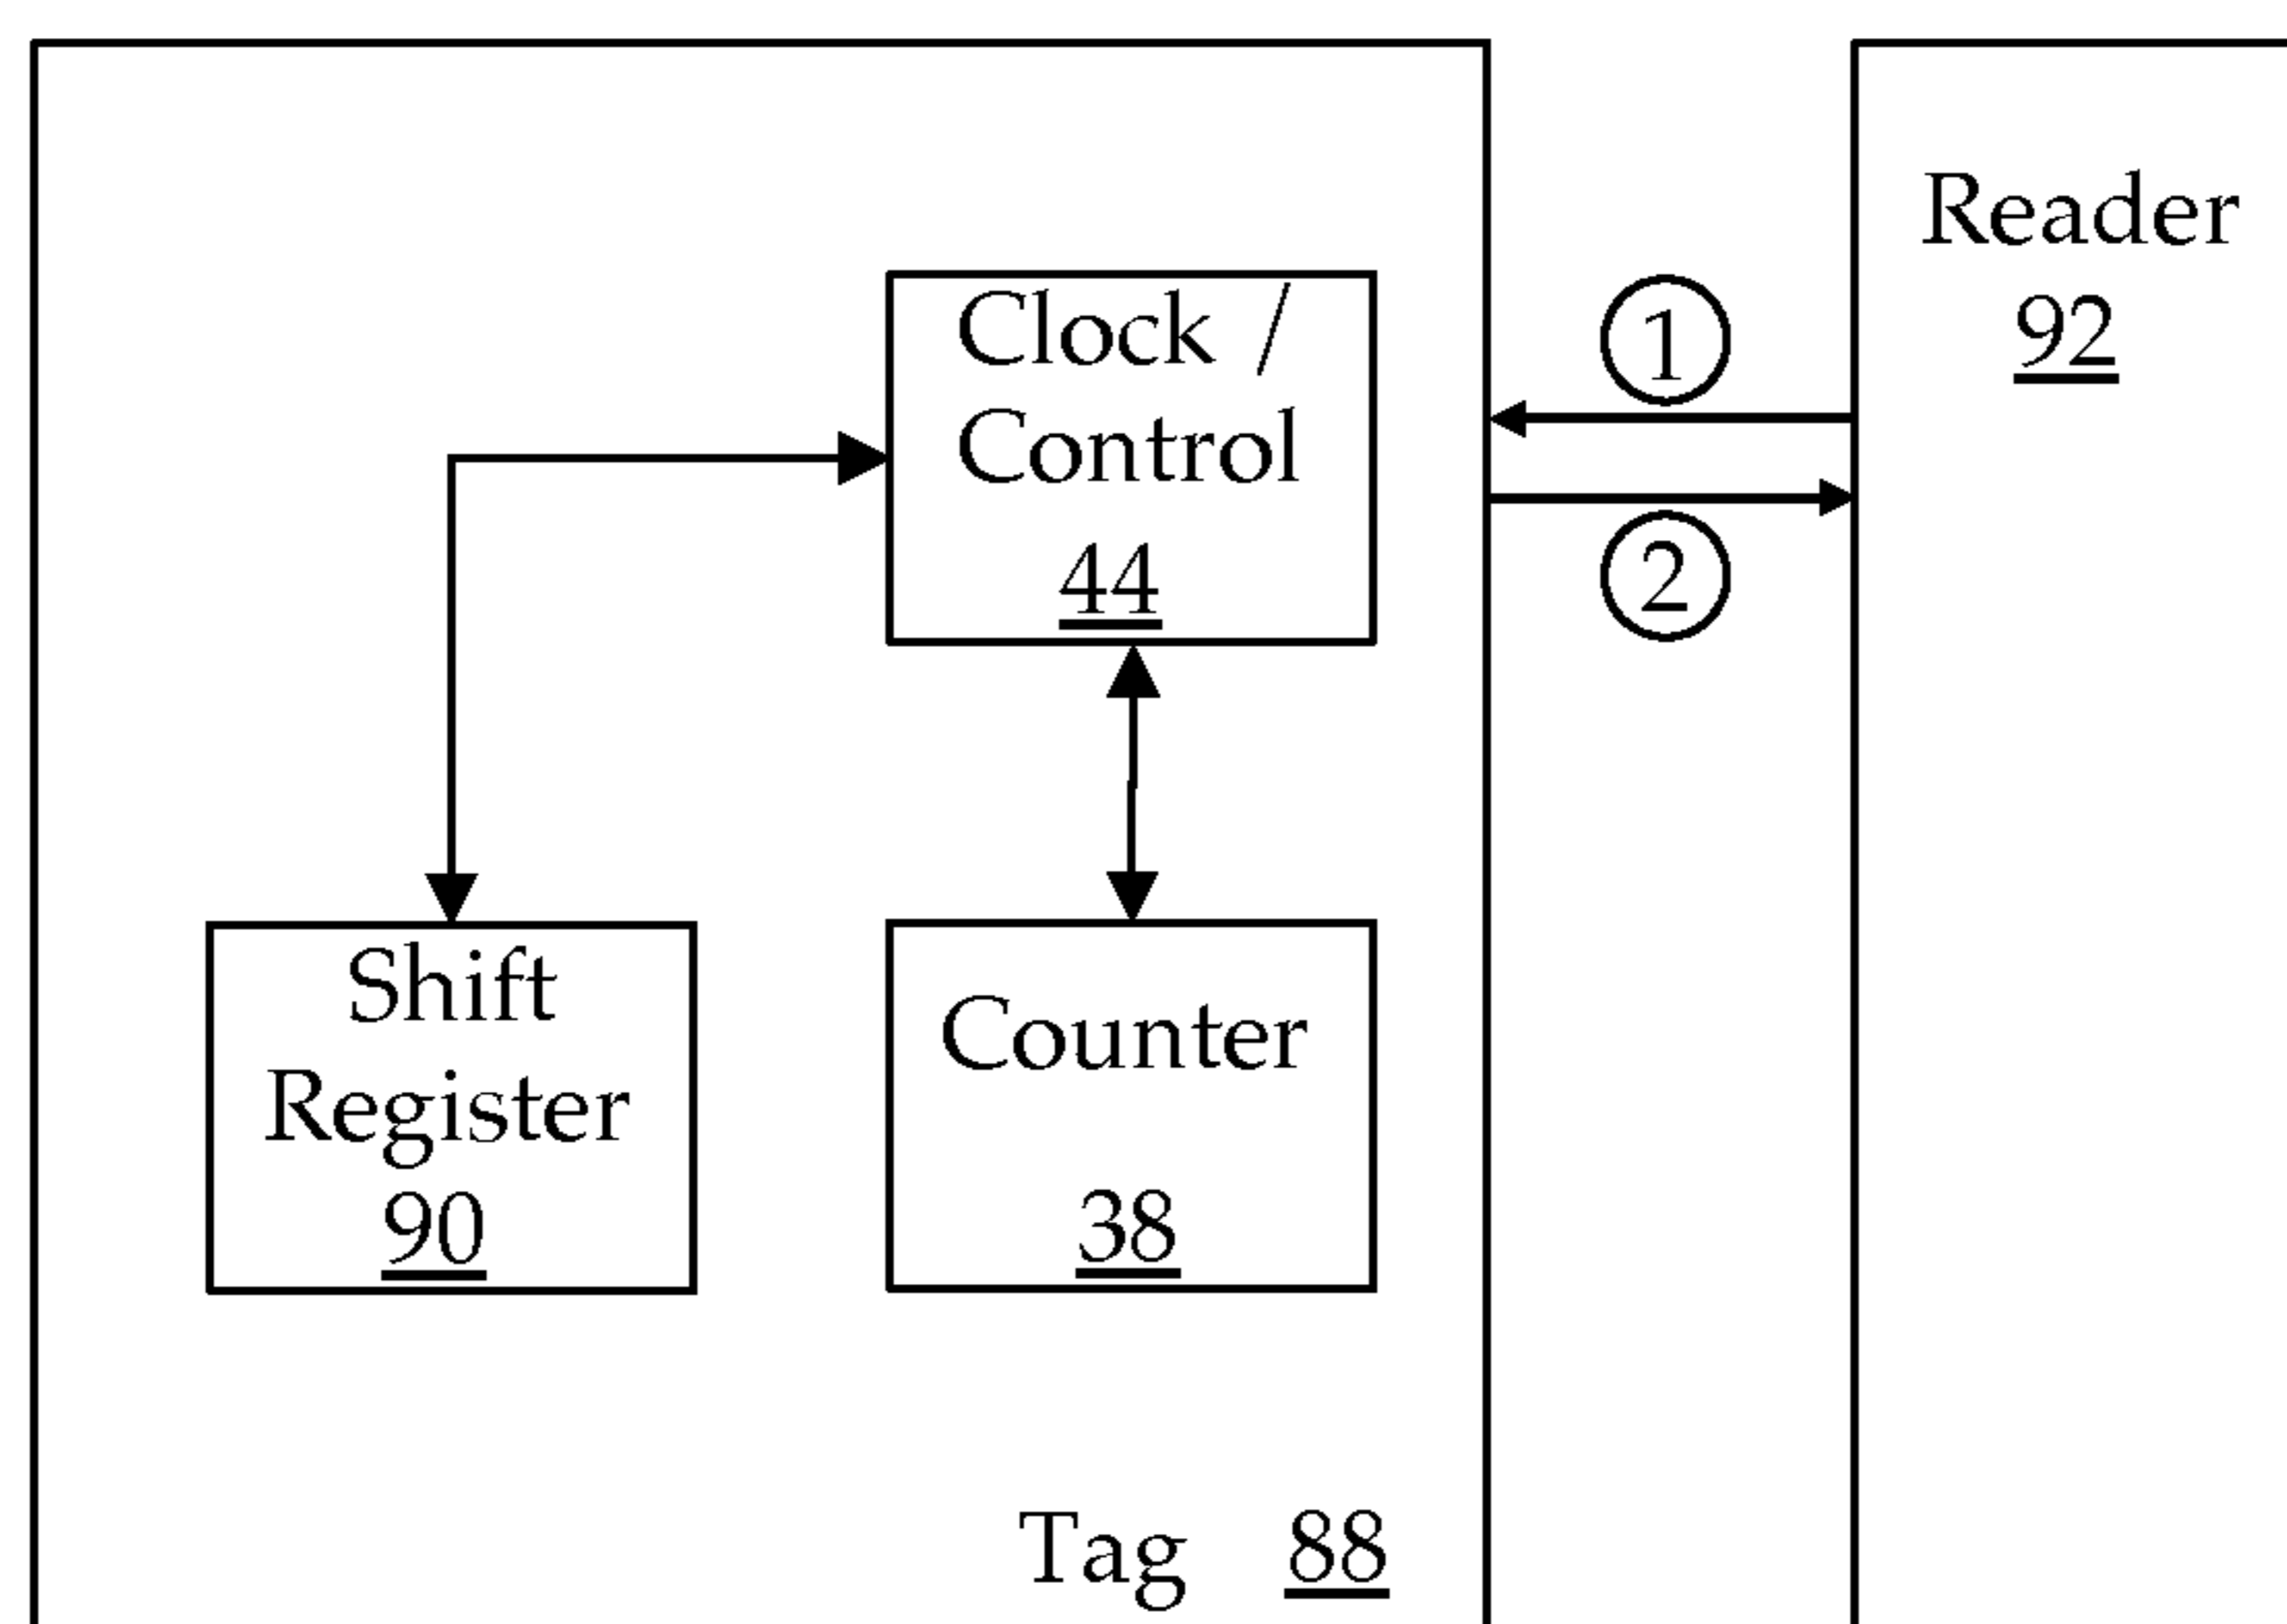 Clock /
Control
44
Shift
Register
90
Counter
38
Tag 88
1
2
Reader
92